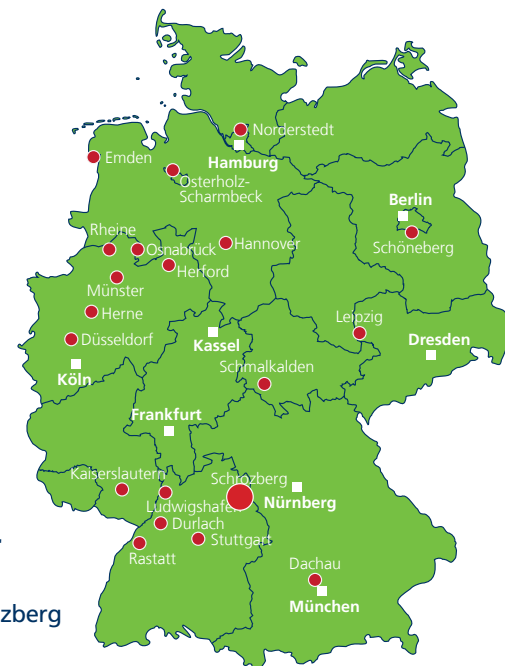 Norderstedt
Hamburg
Emden
Osterholz-
Scharmbeck
Berlin
Schöneberg
Rheine
Osnabrück
Hannover
Herford
Münster
Herne
Düsseldorf
Köln
Kassel
Leipzig
Dresden
Schmalkalden
Frankfurt
Kaiserslautern
Schrozberg
Ludwigshafen
Nürnberg
Durlach
Stuttgart
Rastatt
Dachau
München
zberg